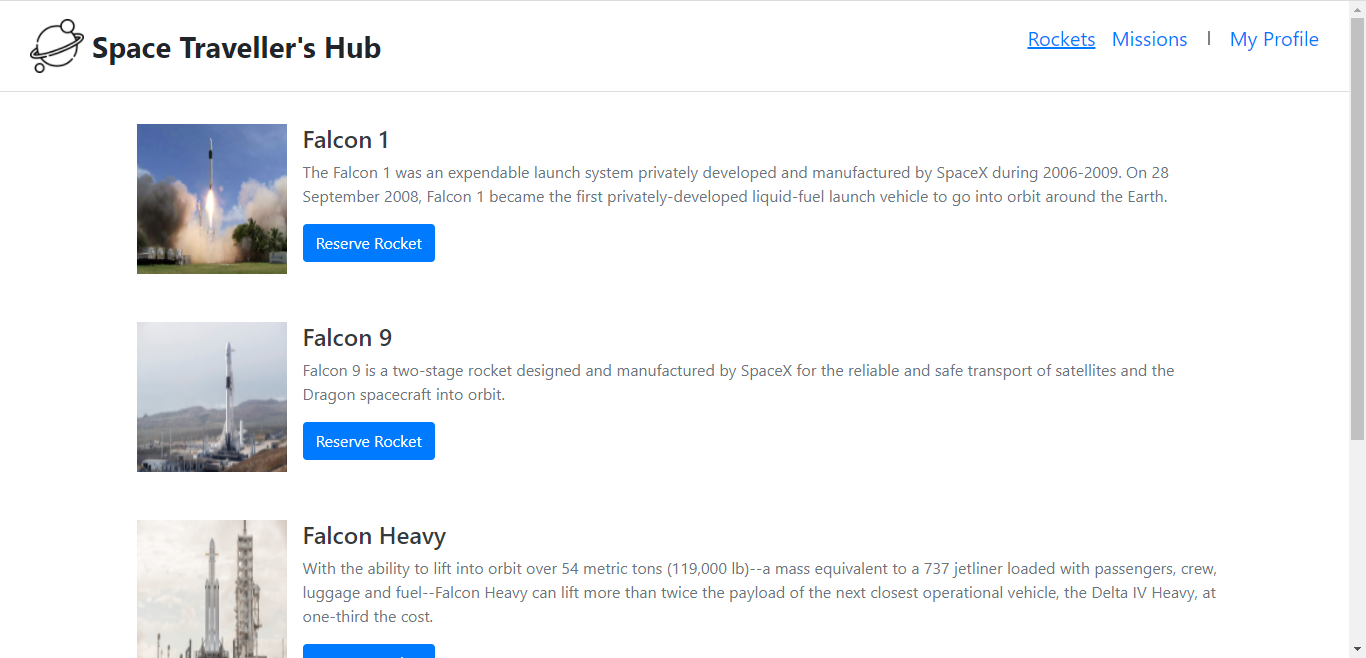 Space Traveller's Hub
Rockets Missions | My Profile
Falcon 1
The Falcon 1 was an expendable launch system privately developed and manufactured by SpaceX during 2006-2009. On 28
September 2008, Falcon 1 became the first privately-developed liquid-fuel launch vehicle to go into orbit around the Earth.
Reserve Rocket
Falcon 9
Falcon 9 is a two-stage rocket designed and manufactured by SpaceX for the reliable and safe transport of satellites and the
Dragon spacecraft into orbit.
Reserve Rocket
Falcon Heavy
With the ability to lift into orbit over 54 metric tons (119,000 lb)--a mass equivalent to a 737 jetliner loaded with passengers, crew,
luggage and fuel--Falcon Heavy can lift more than twice the payload of the next closest operational vehicle, the Delta IV Heavy, at
one-third the cost.